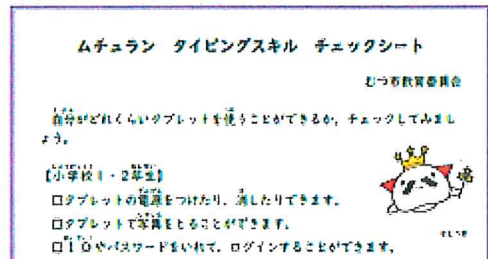 ムチュラン タイピングスキル チェックシート
むつ市教育委員会
自分がどれくらいタブレットを使うことができるか、チェックしてみまし
ょう。
【小学校1・2年生】
□タブレットの電源をつけたり、消したりできます。
□タブレットで写真をとることができます。
□IDやパスワードをいれて、ログインすることができます。